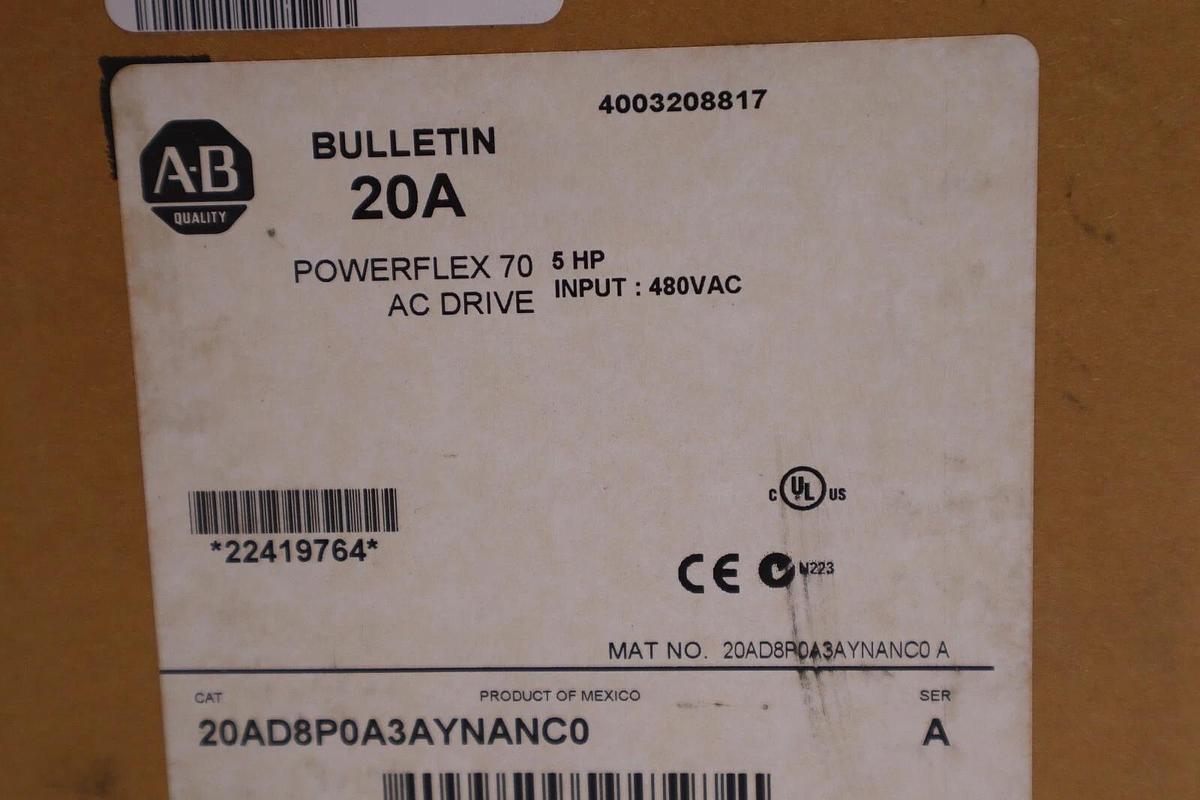 4003208817
A-B
QUALITY
BULLETIN
20A
POWERFLEX 70 5 HP
AC DRIVE INPUT : 480VAC
C UL US
*22419764*
CE N223
MAT NO. 20AD8P0A3AYNANC0 A
CAT PRODUCT OF MEXICO SER
20AD8P0A3AYNANC0 A